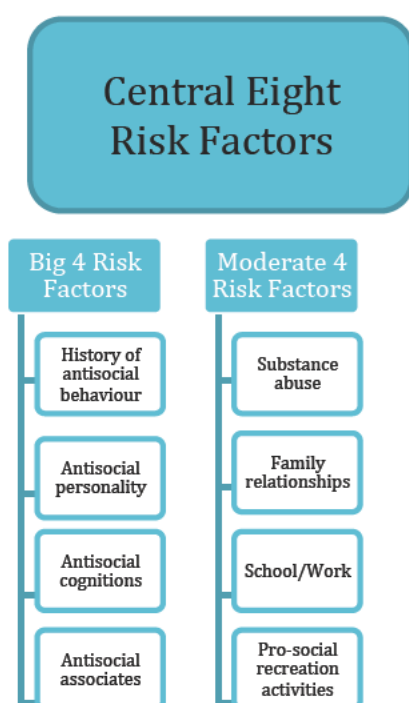 Central Eight
Risk Factors
Big 4 Risk
Factors
History of
antisocial
behaviour
Antisocial
personality
Antisocial
cognitions
Antisocial
associates
Moderate 4
Risk Factors
Substance
abuse
Family
relationships
School/Work
Pro-social
recreation
activities